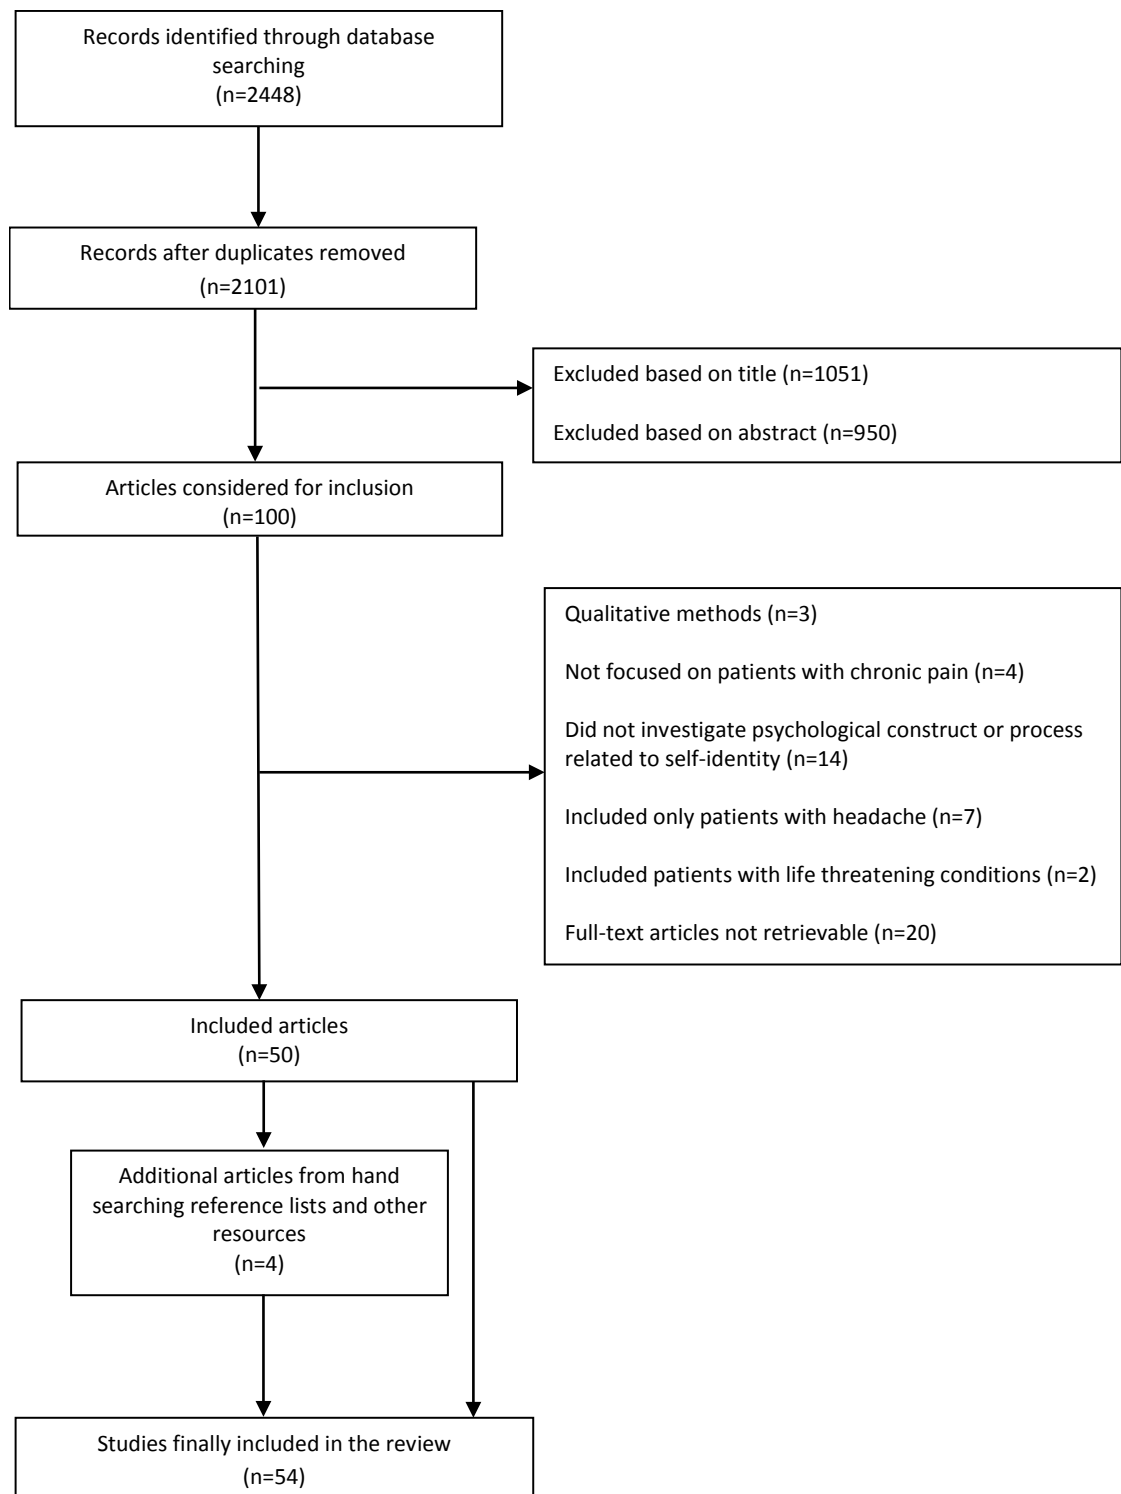 Records identified through database
searching
(n=2448)
Records after duplicates removed
(n=2101)
Excluded based on title (n=1051)
Excluded based on abstract (n=950)
Articles considered for inclusion
(n=100)
Qualitative methods (n=3)
Not focused on patients with chronic pain (n=4)
Did not investigate psychological construct or process
related to self-identity (n=14)
Included only patients with headache (n=7)
Included patients with life threatening conditions (n=2)
Full-text articles not retrievable (n=20)
Included articles
(n=50)
Additional articles from hand
searching reference lists and other
resources
(n=4)
Studies finally included in the review
(n=54)